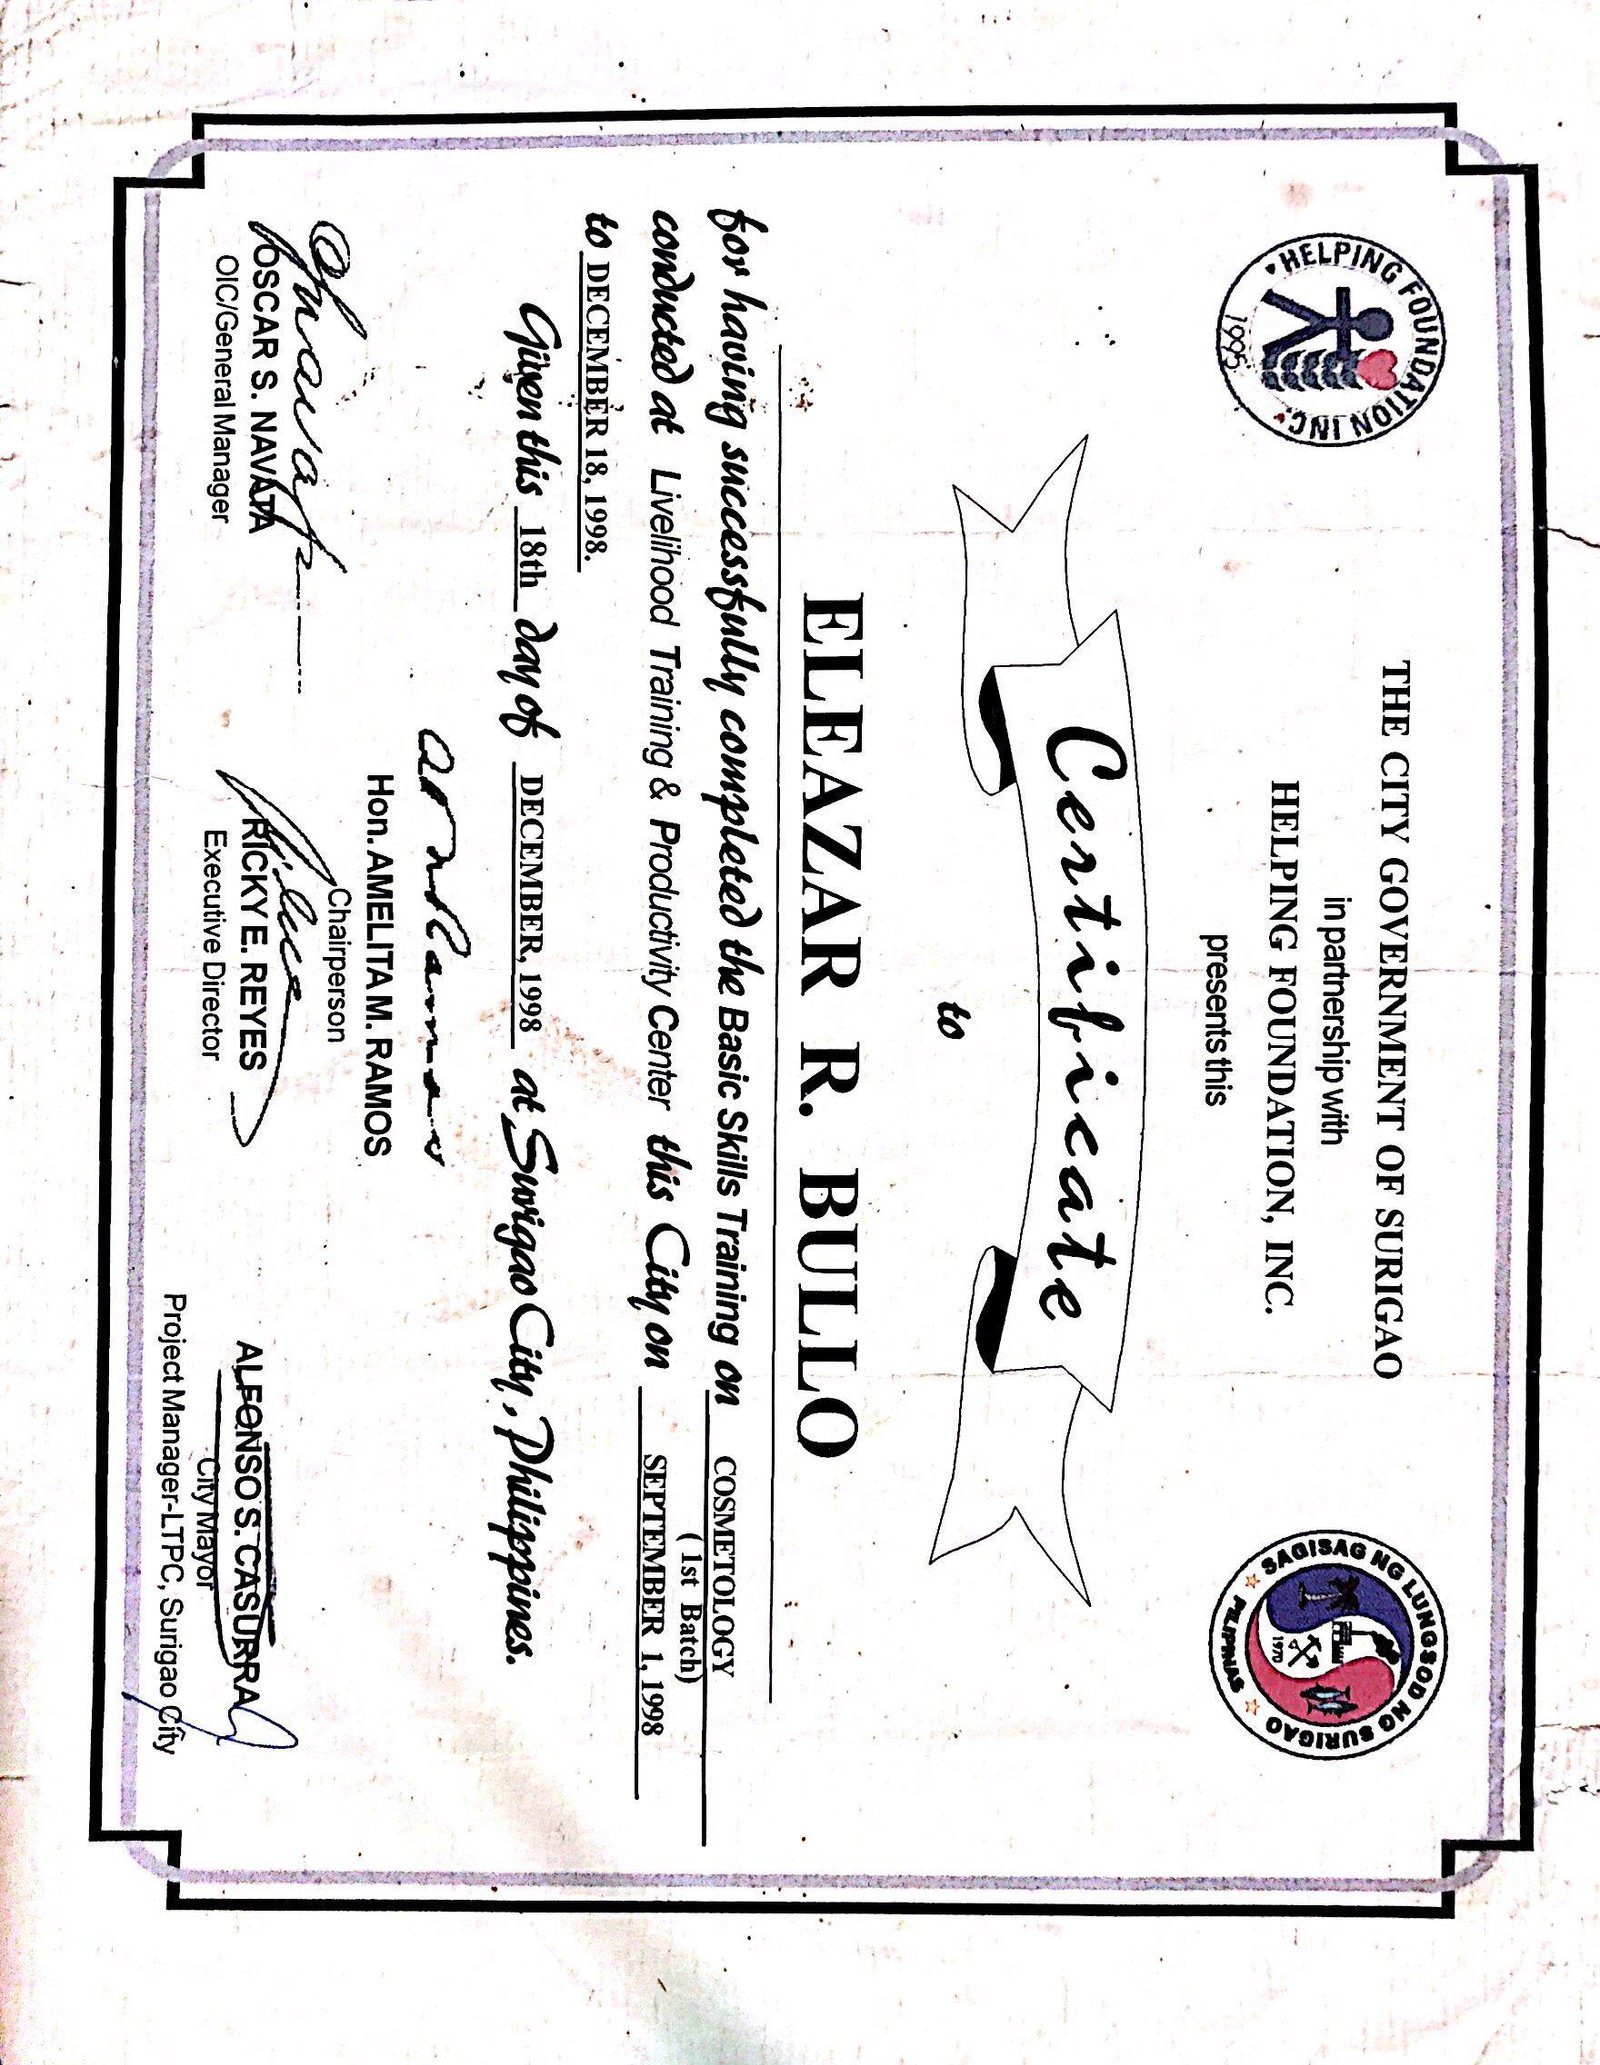 HELPING FOUNDATION INC.
1995
SAGISAG NG LUNGSOD NG SURIGAO
PILIPINAS
1970
THE CITY GOVERNMENT OF SURIGAO
in partnership with
HELPING FOUNDATION, INC.
presents this
Certificate
to
ELEAZAR R. BULLO
for having successfully completed the Basic Skills Training on COSMETOLOGY
(1st Batch)
conducted at Livelihood Training & Productivity Center this City on SEPTEMBER 1, 1998
to DECEMBER 18, 1998.
Given this 18th day of DECEMBER, 1998 at Surigao City, Philippines.
Hon. AMELITA M. RAMOS
Chairperson
OSCAR S. NAVATA
OIC/General Manager
RICKY E. REYES
Executive Director
ALFONSO S. CASURRA
City Mayor
Project Manager-LTPC, Surigao City